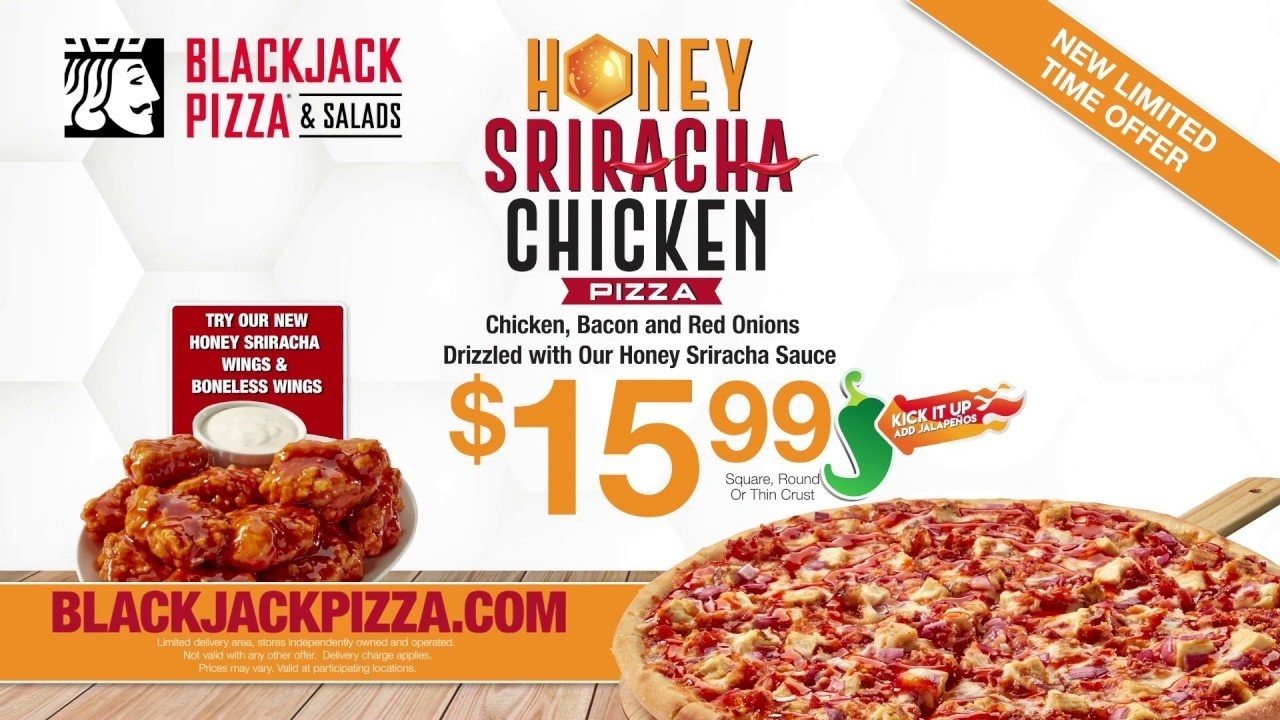 BLACKJACK
PIZZA® & SALADS
HONEY
SRIRACHA
CHICKEN
PIZZA
Chicken, Bacon and Red Onions
Drizzled with Our Honey Sriracha Sauce
$15 99
Square, Round
Or Thin Crust
KICK IT UP
ADD JALAPEÑOS
NEW LIMITED
TIME OFFER
TRY OUR NEW
HONEY SRIRACHA
WINGS &
BONELESS WINGS
BLACKJACKPIZZA.COM
Limited delivery area, stores independently owned and operated.
Not valid with any other offer. Delivery charge applies.
Prices may vary. Valid at participating locations.